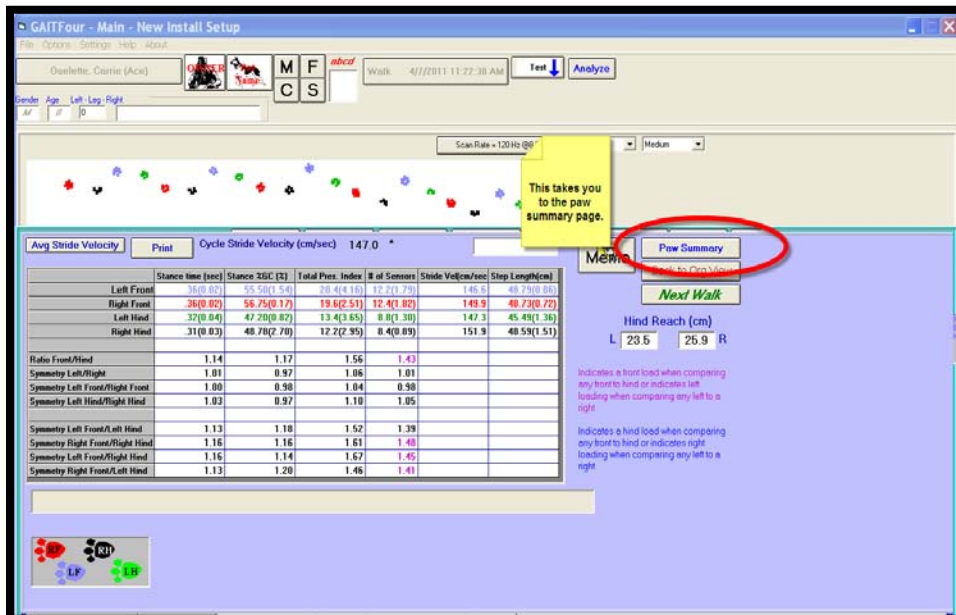 GAITFour - Main - New Install Setup
File Options Settings Help About
Ouelette, Carrie (Ace)
OWNER
M F
C S
abcd
Walk 4/7/2011 11:22:38 AM
Test
Analyze
Gender Age Left - Leg - Right
M 0
Scan Rate = 120 Hz
Medium
This takes you
to the paw
summary page.
Avg Stride Velocity
Print
Cycle Stride Velocity (cm/sec) 147.0 *
Memo
Paw Summary
Back to Org View
Next Walk
Hind Reach (cm)
L 23.5 25.9 R
Stance time (sec) Stance %GC (%) Total Pres. Index # of Sensors Stride Vel(cm/sec Step Length(cm)
Left Front .36(0.02) 55.50(1.54) 20.4(4.16) 12.2(1.79) 146.6 48.79(0.86)
Right Front .36(0.02) 56.75(0.17) 19.6(2.51) 12.4(1.82) 149.9 48.73(0.72)
Left Hind .32(0.04) 47.20(0.82) 13.4(3.65) 8.8(1.30) 147.3 45.49(1.36)
Right Hind .31(0.03) 48.78(2.70) 12.2(2.95) 8.4(0.89) 151.9 48.59(1.51)
Ratio Front/Hind 1.14 1.17 1.56 1.43
Symmetry Left/Right 1.01 0.97 1.06 1.01
Symmetry Left Front/Right Front 1.00 0.98 1.04 0.98
Symmetry Left Hind/Right Hind 1.03 0.97 1.10 1.05
Symmetry Left Front/Left Hind 1.13 1.18 1.52 1.39
Symmetry Right Front/Right Hind 1.16 1.16 1.61 1.48
Symmetry Left Front/Right Hind 1.16 1.14 1.67 1.45
Symmetry Right Front/Left Hind 1.13 1.20 1.46 1.41
Indicates a front load when comparing
any front to hind or indicates left
loading when comparing any left to a
right
Indicates a hind load when comparing
any front to hind or indicates right
loading when comparing any left to a
right
RF RH
LF LH